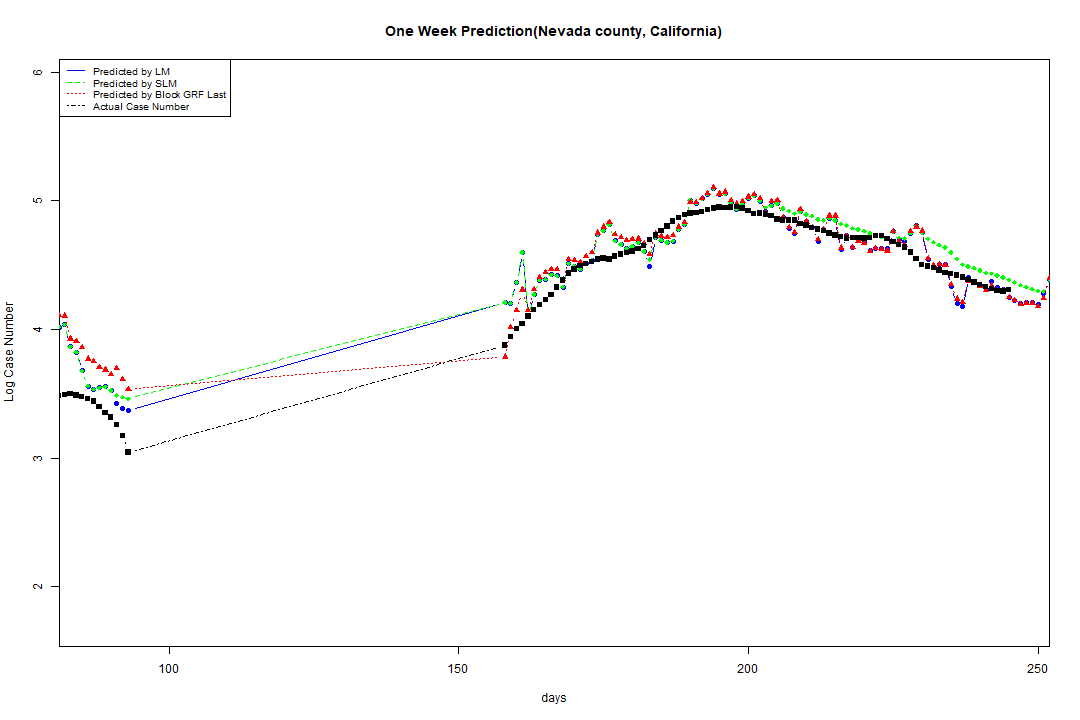 One Week Prediction(Nevada county, California)
Predicted by LM
Predicted by SLM
Predicted by Block GRF Last
Actual Case Number
6
5
4
3
2
Log Case Number
100
150
200
250
days